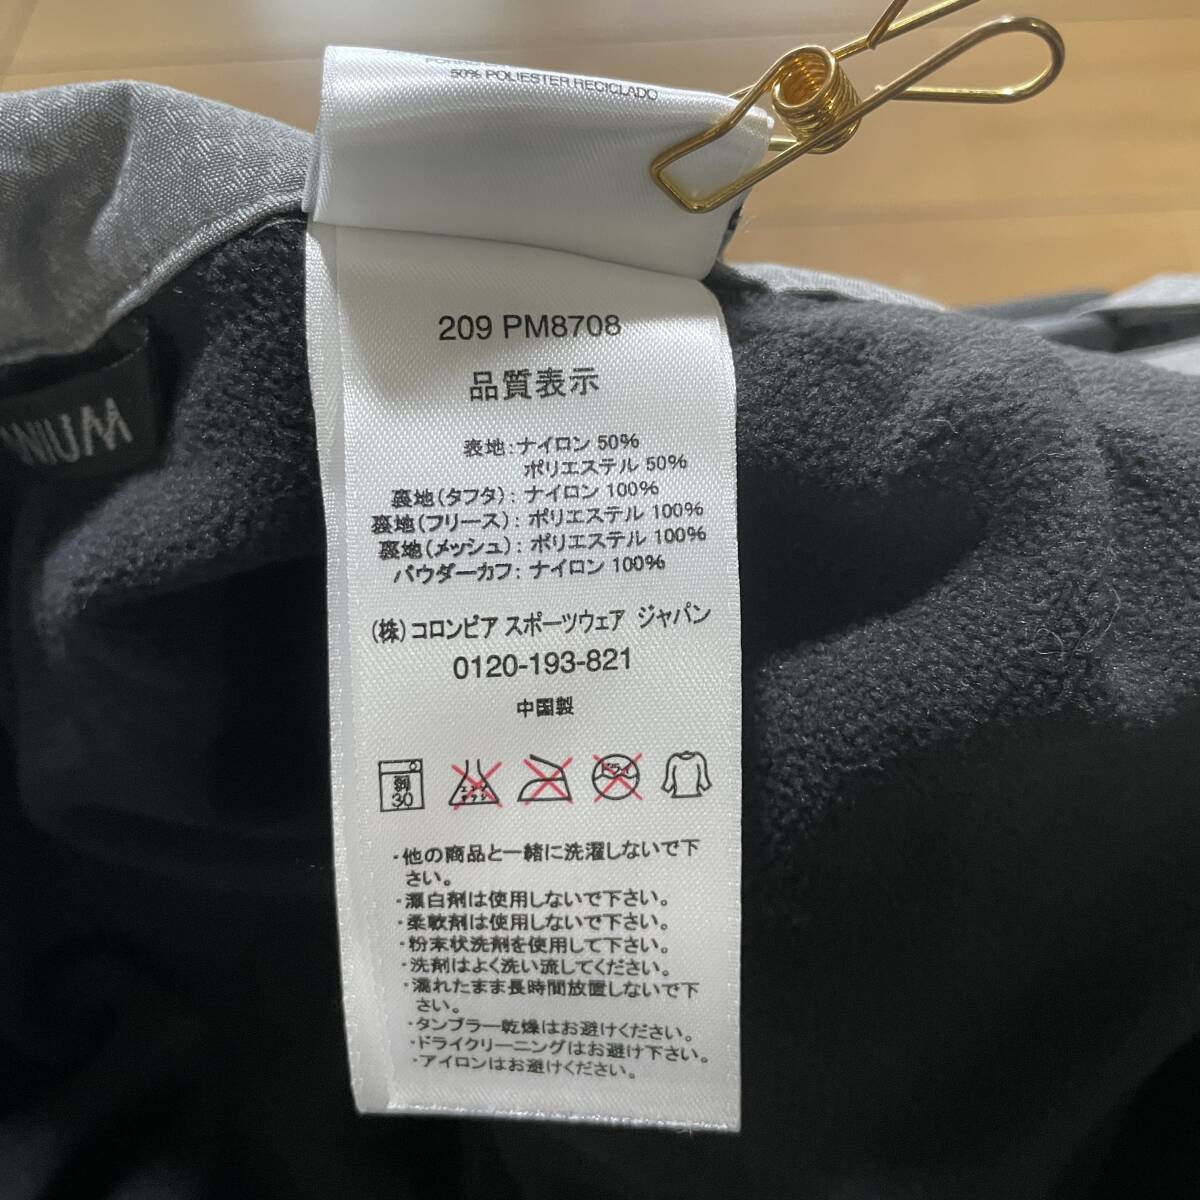 50% POLIESTER RECICLADO
209 PM8708
品質表示
表地:ナイロン 50%
ポリエステル 50%
裏地(タフタ): ナイロン 100%
裏地(フリース): ポリエステル 100%
裏地(メッシュ): ポリエステル 100%
パウダーカフ: ナイロン 100%
(株)コロンビア スポーツウェア ジャパン
0120-193-821
中国製
弱
30
エンソ
サラシ
ドライ
・他の商品と一緒に洗濯しないで下
さい。
・漂白剤は使用しないで下さい。
・柔軟剤は使用しないで下さい。
・粉末状洗剤を使用して下さい。
・洗剤はよく洗い流してください。
・濡れたまま長時間放置しないで下
さい。
・タンブラー乾燥はお避けください。
・ドライクリーニングはお避け下さい。
・アイロンはお避けください。
NIUM